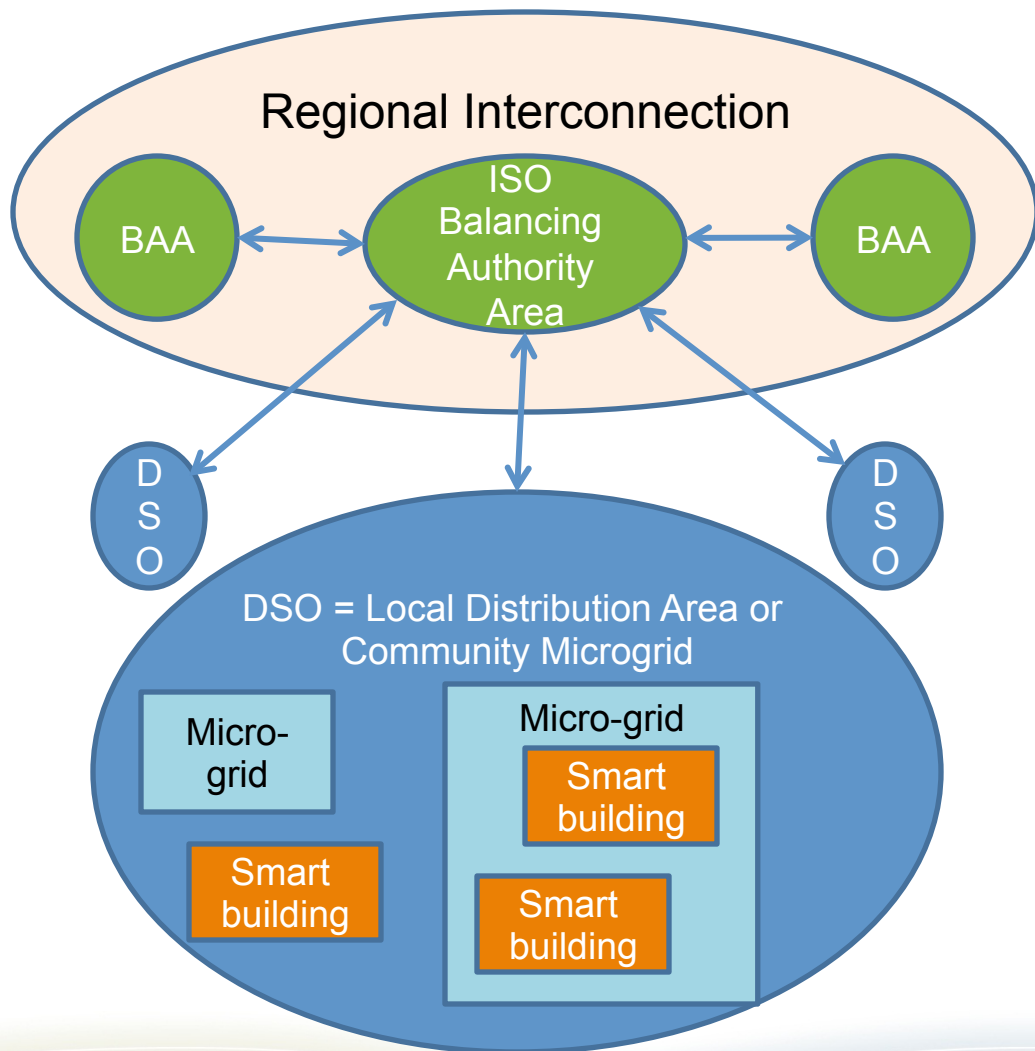 Regional Interconnection
BAA
ISO
Balancing
Authority
Area
BAA
D
S
O
D
S
O
DSO = Local Distribution Area or
Community Microgrid
Micro-
grid
Micro-grid
Smart
building
Smart
building
Smart
building